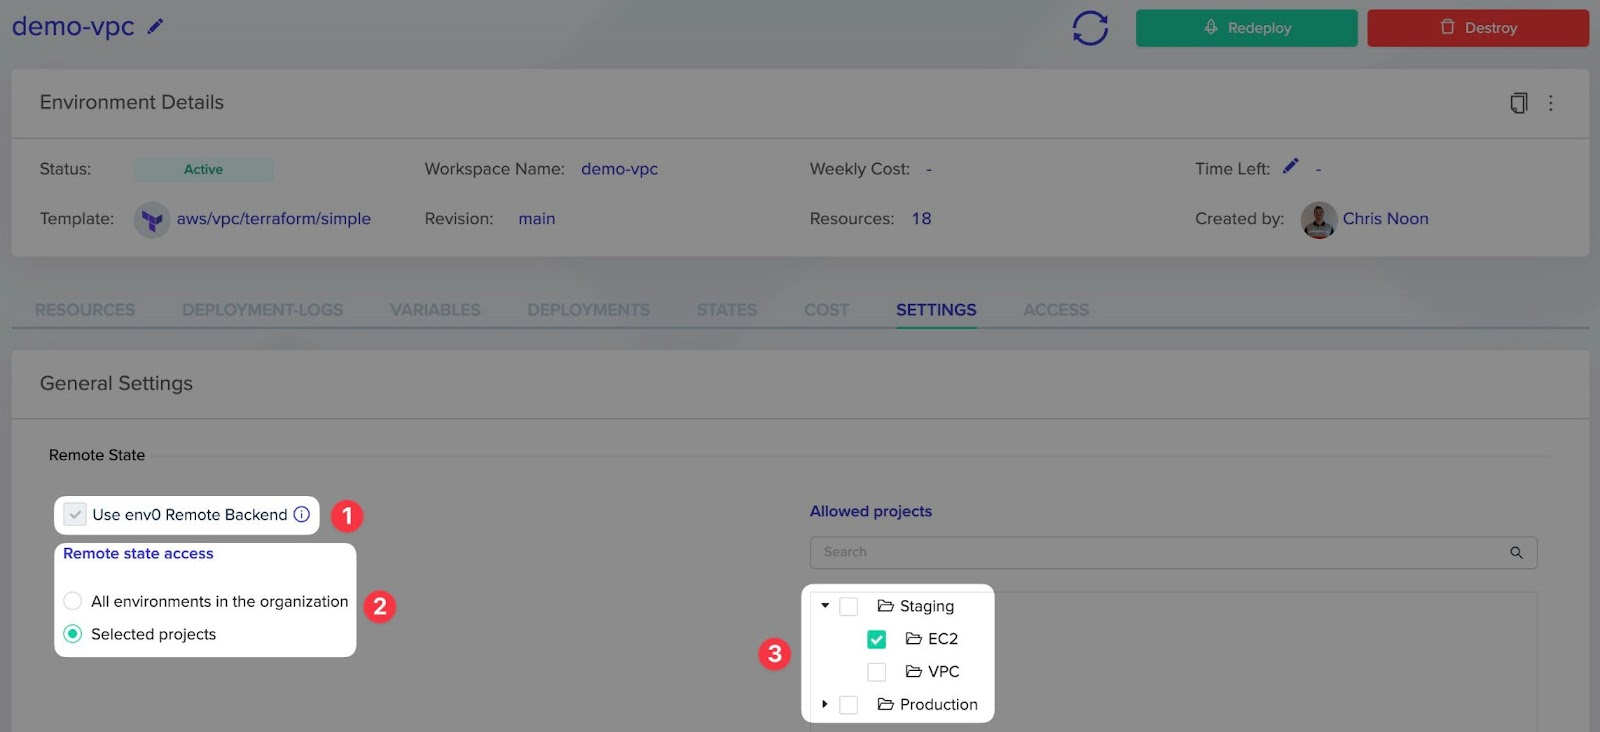 demo-vpc
Redeploy
Destroy
Environment Details
Status: Active Workspace Name: demo-vpc Weekly Cost: - Time Left: -
Template: aws/vpc/terraform/simple Revision: main Resources: 18 Created by: Chris Noon
RESOURCES DEPLOYMENT-LOGS VARIABLES DEPLOYMENTS STATES COST SETTINGS ACCESS
General Settings
Remote State
Use env0 Remote Backend 1
Remote state access
All environments in the organization
Selected projects
2
Allowed projects
Search
3
Staging
EC2
VPC
Production